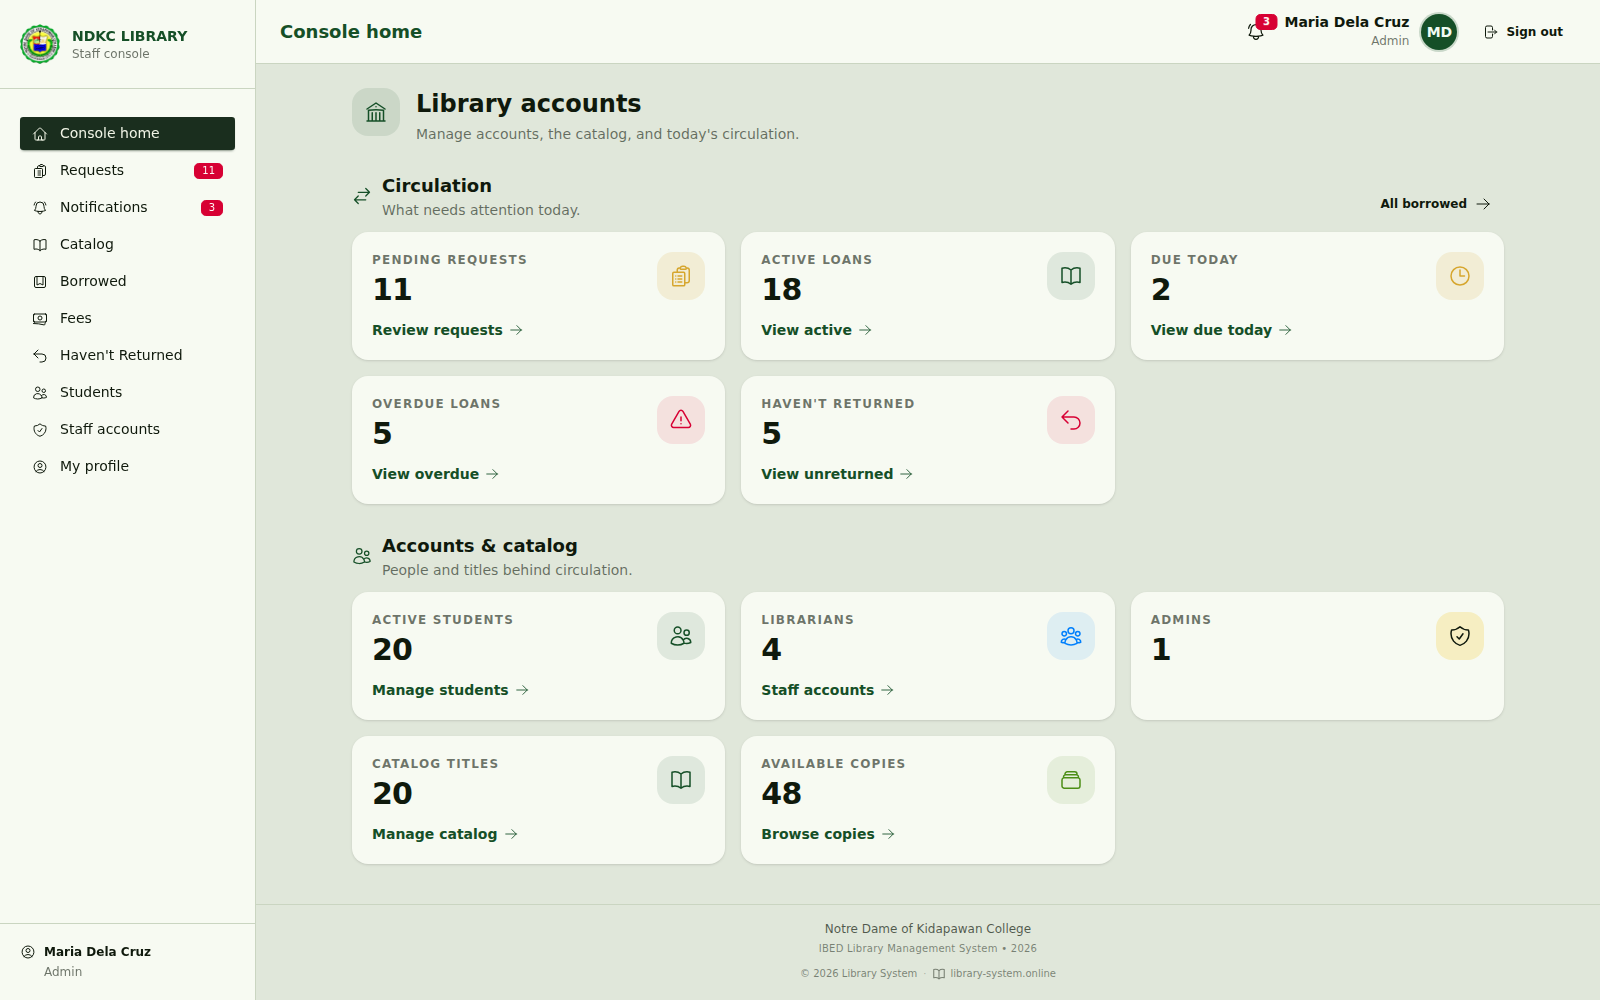 NDKC LIBRARY
Staff console
Console home
Requests 11
Notifications 3
Catalog
Borrowed
Fees
Haven't Returned
Students
Staff accounts
My profile
Maria Dela Cruz
Admin
Console home
3
Maria Dela Cruz
Admin
MD
Sign out
Library accounts
Manage accounts, the catalog, and today's circulation.
Circulation
What needs attention today.
All borrowed
PENDING REQUESTS
11
Review requests
ACTIVE LOANS
18
View active
DUE TODAY
2
View due today
OVERDUE LOANS
5
View overdue
HAVEN'T RETURNED
5
View unreturned
Accounts & catalog
People and titles behind circulation.
ACTIVE STUDENTS
20
Manage students
LIBRARIANS
4
Staff accounts
ADMINS
1
CATALOG TITLES
20
Manage catalog
AVAILABLE COPIES
48
Browse copies
Notre Dame of Kidapawan College
IBED Library Management System • 2026
© 2026 Library System · library-system.online